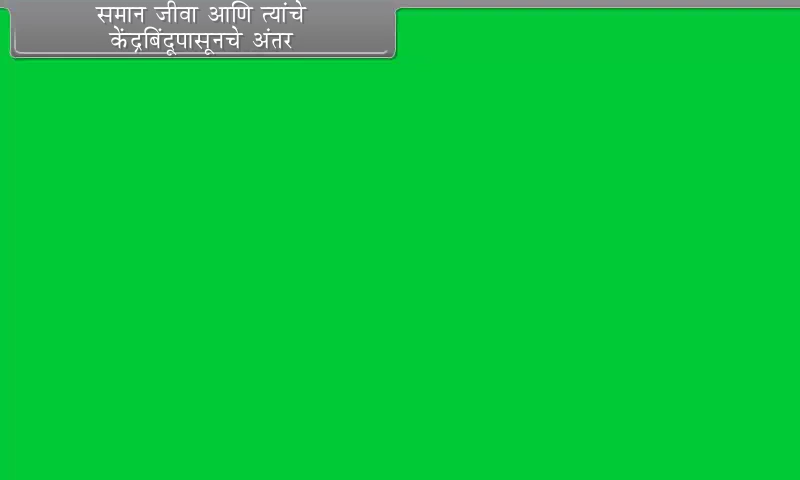 समान जीवा आणि त्यांचे
केंद्रबिंदूपासूनचे अंतर